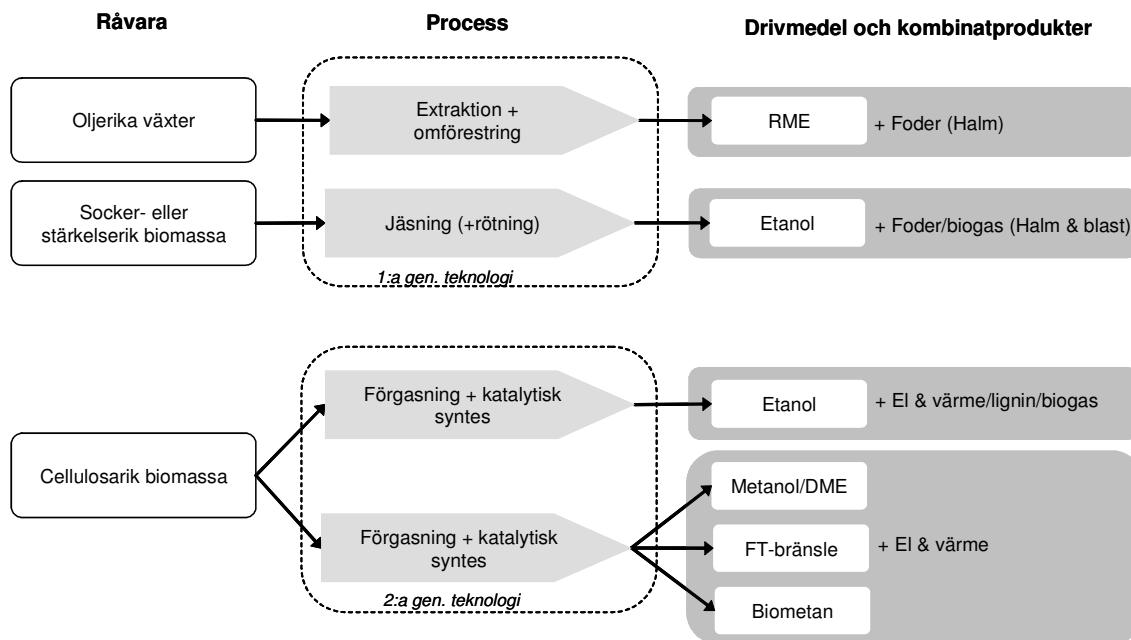 Råvara
Process
Drivmedel och kombinatprodukter
Oljerika växter
Extraktion +
omförestring
RME
+ Foder (Halm)
Socker- eller
stärkelserik biomassa
Jäsning (+rötning)
Etanol
+ Foder/biogas (Halm & blast)
1:a gen. teknologi
Cellulosarik biomassa
Förgasning + katalytisk
syntes
Etanol
+ El & värme/lignin/biogas
Förgasning + katalytisk
syntes
Metanol/DME
FT-bränsle
Biometan
+ El & värme
2:a gen. teknologi